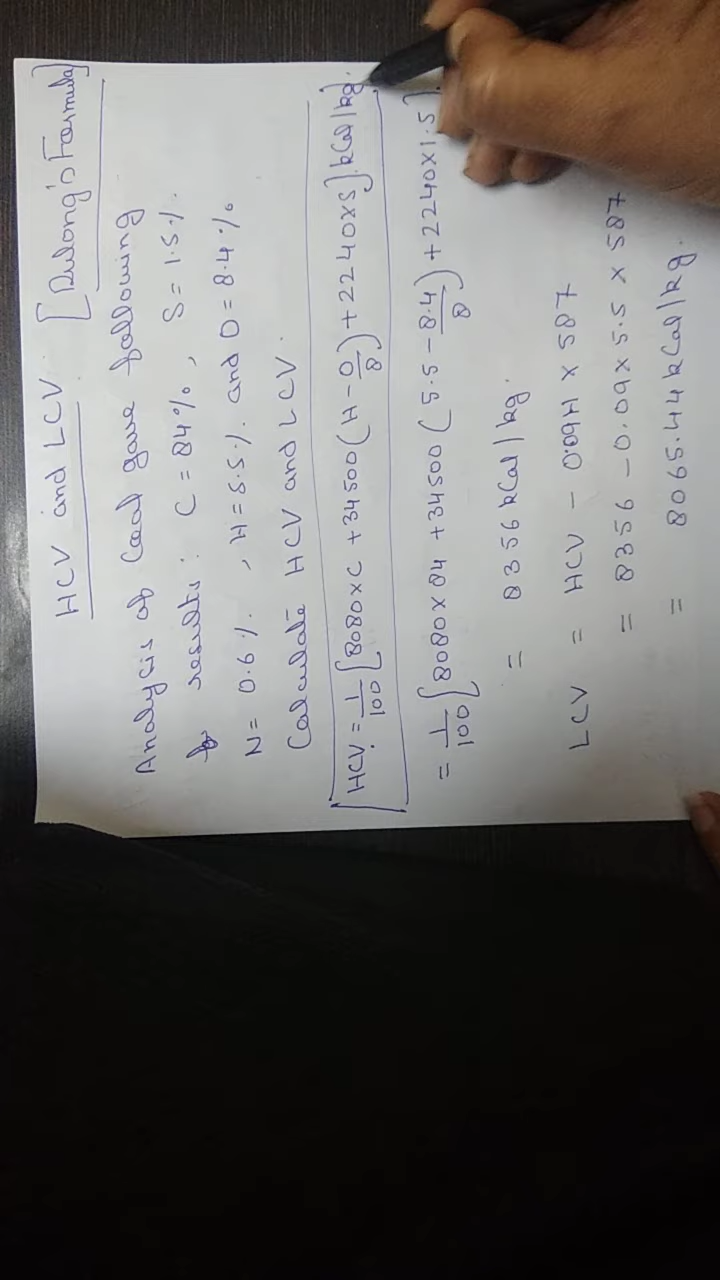 HCV and LCV. [Dulong's Formula]
Analysis of Coal gave following
results: C = 84%, S = 1.5%.
N = 0.6%, H = 5.5% and O = 8.4%
Calculate HCV and LCV.
[HCV. = 1/100 [8080 x C + 34500 (H - O/8) + 2240 x S] kCal/kg.]
= 1/100 [8080 x 84 + 34500 (5.5 - 8.4/8) + 2240 x 1.5].
= 8356 kCal/kg.
LCV = HCV - 0.09H x 587
= 8356 - 0.09 x 5.5 x 587
= 8065.44 kCal/kg.